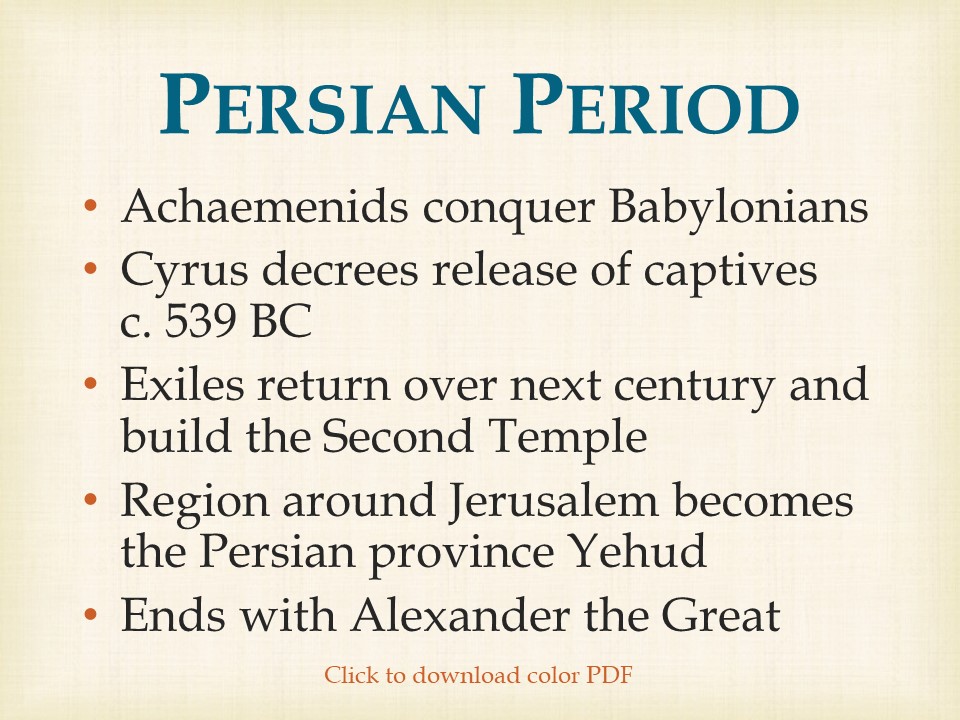 PERSIAN PERIOD
• Achaemenids conquer Babylonians
• Cyrus decrees release of captives
c. 539 BC
• Exiles return over next century and
build the Second Temple
• Region around Jerusalem becomes
the Persian province Yehud
• Ends with Alexander the Great
Click to download color PDF